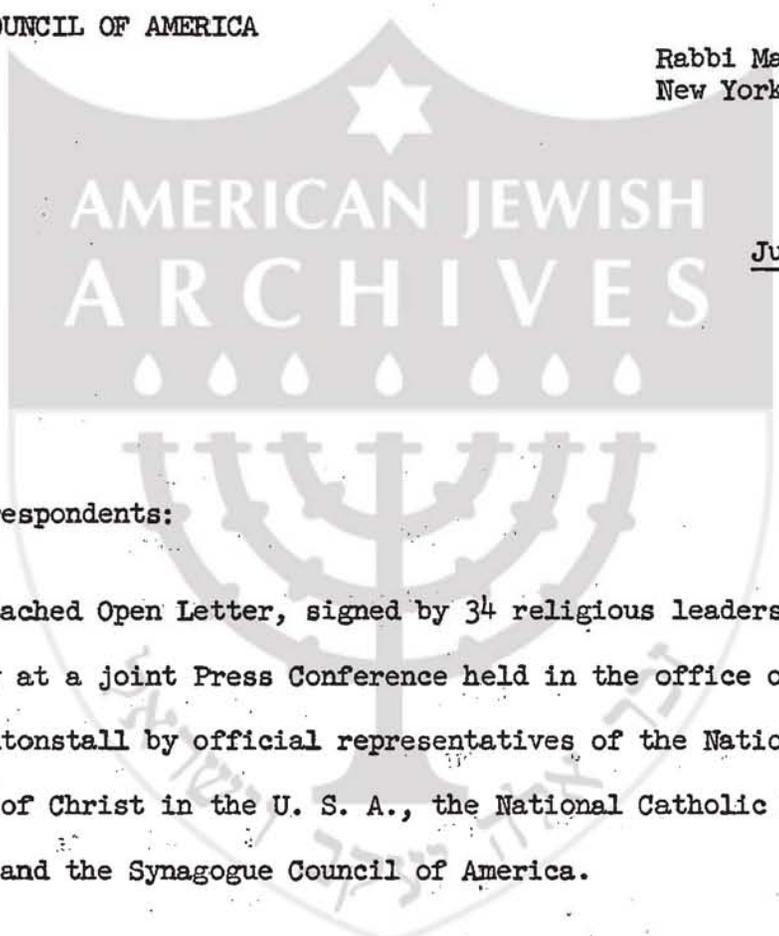 OUNCIL OF AMERICA
Rabbi Ma
New York
AMERICAN JEWISH
ARCHIVES
Ju
espondents:
ached Open Letter, signed by 34 religious leaders
at a joint Press Conference held in the office o
tonstall by official representatives of the Natio
of Christ in the U. S. A., the National Catholic
and the Synagogue Council of America.